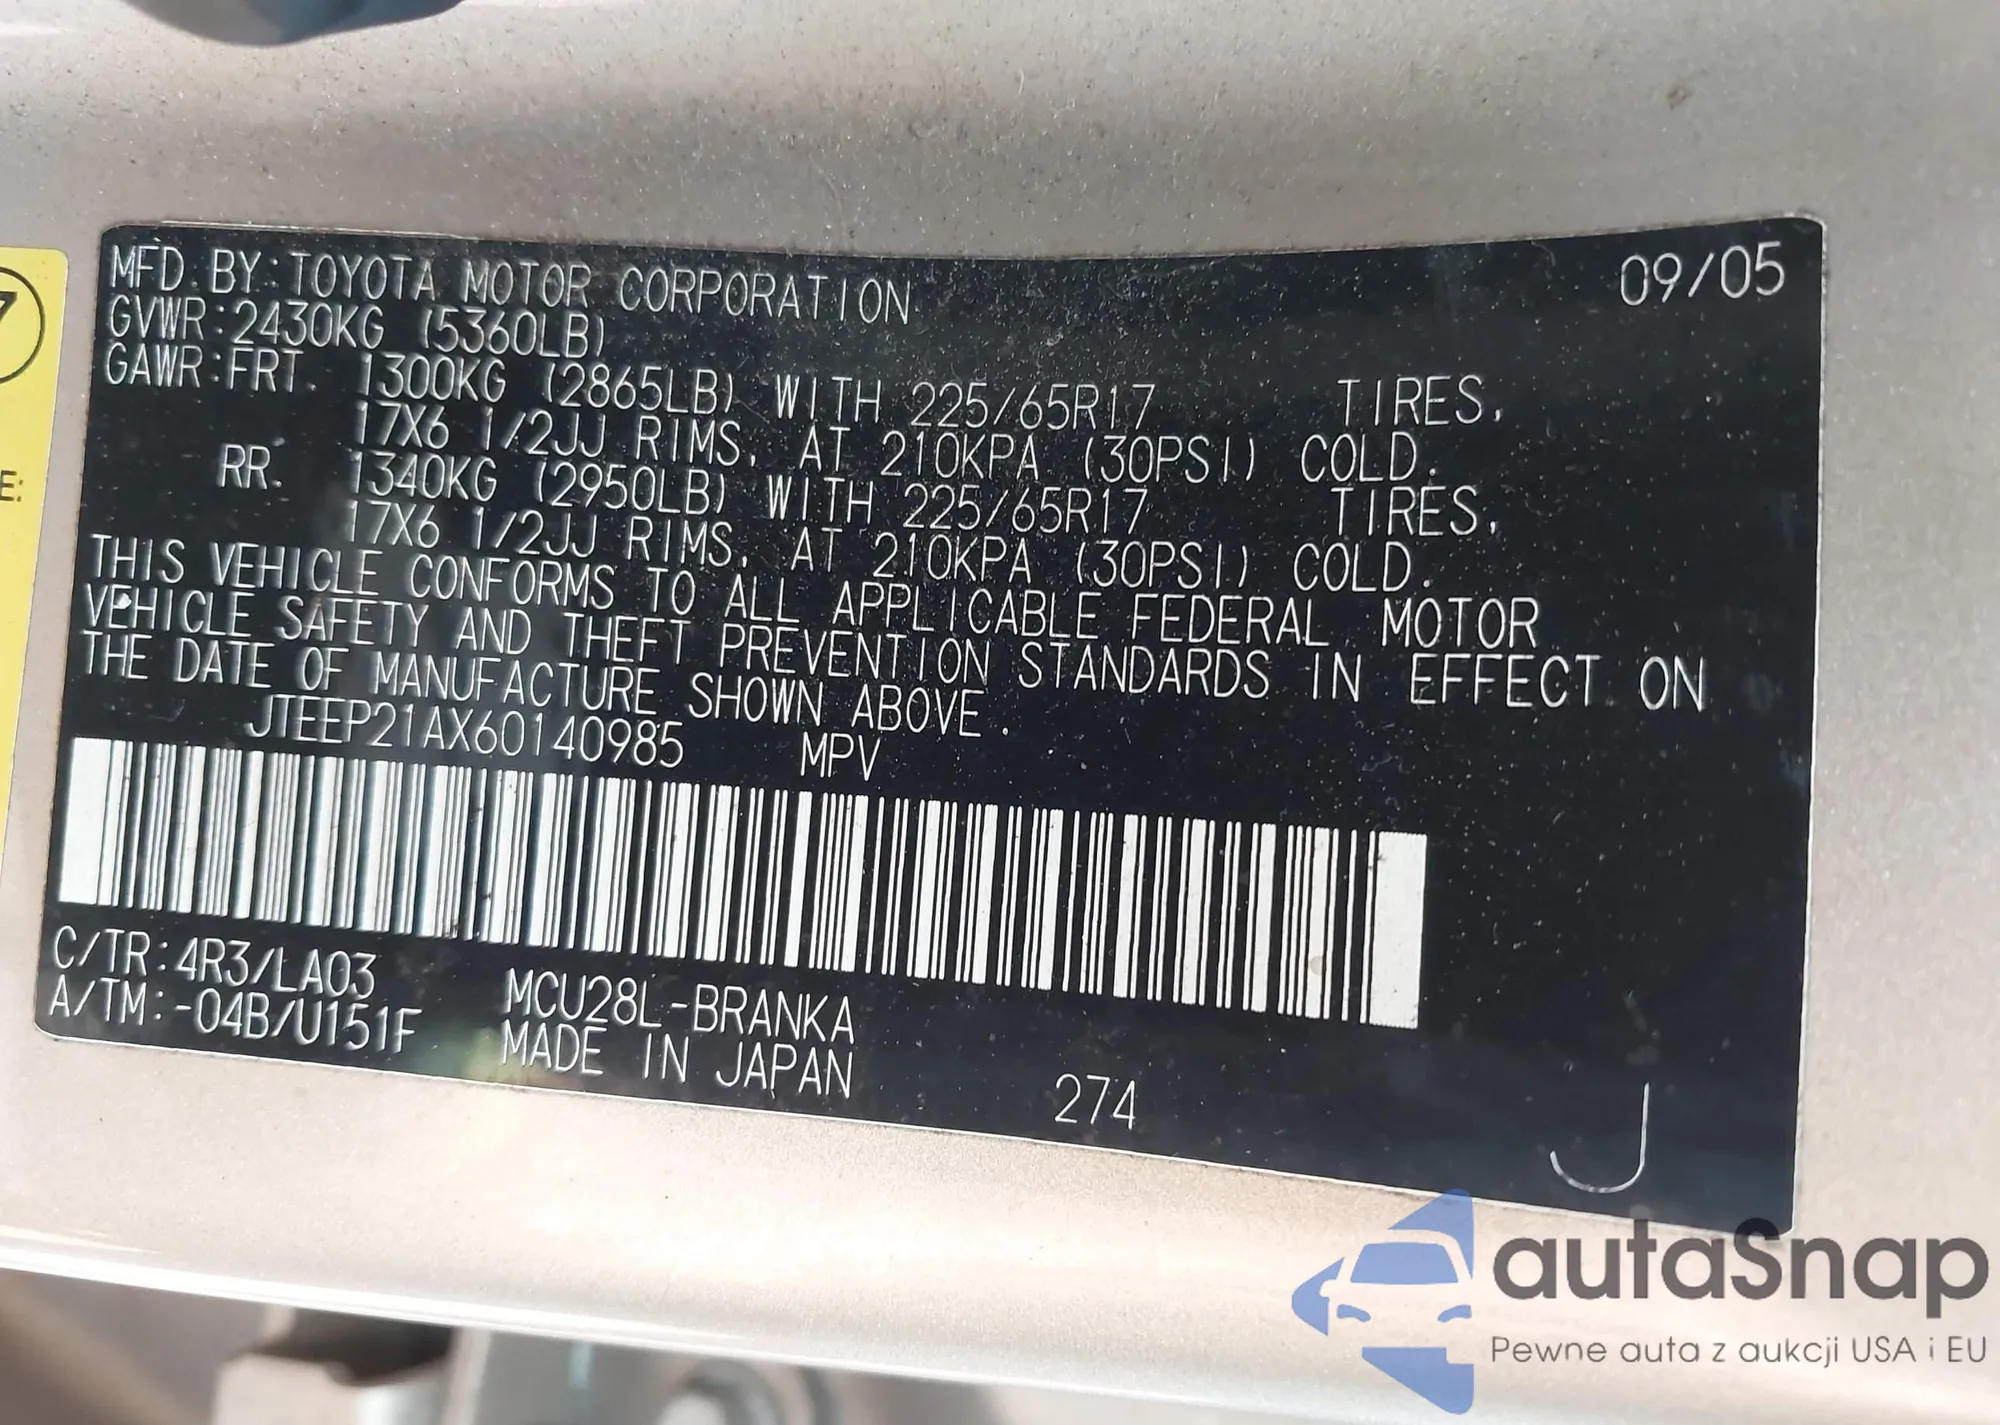 MFD. BY:TOYOTA MOTOR CORPORATION 09/05
GVWR:2430KG (5360LB)
GAWR:FRT. 1300KG (2865LB) WITH 225/65R17 TIRES,
17X6 1/2JJ RIMS, AT 210KPA (30PSI) COLD.
RR. 1340KG (2950LB) WITH 225/65R17 TIRES,
17X6 1/2JJ RIMS, AT 210KPA (30PSI) COLD.
THIS VEHICLE CONFORMS TO ALL APPLICABLE FEDERAL MOTOR
VEHICLE SAFETY AND THEFT PREVENTION STANDARDS IN EFFECT ON
THE DATE OF MANUFACTURE SHOWN ABOVE.
JTEEP21AX60140985 MPV
C/TR:4R3/LA03 MCU28L-BRANKA
A/TM:-04B/U151F MADE IN JAPAN
274
J
7
E:
autaSnap
Pewne auta z aukcji USA i EU